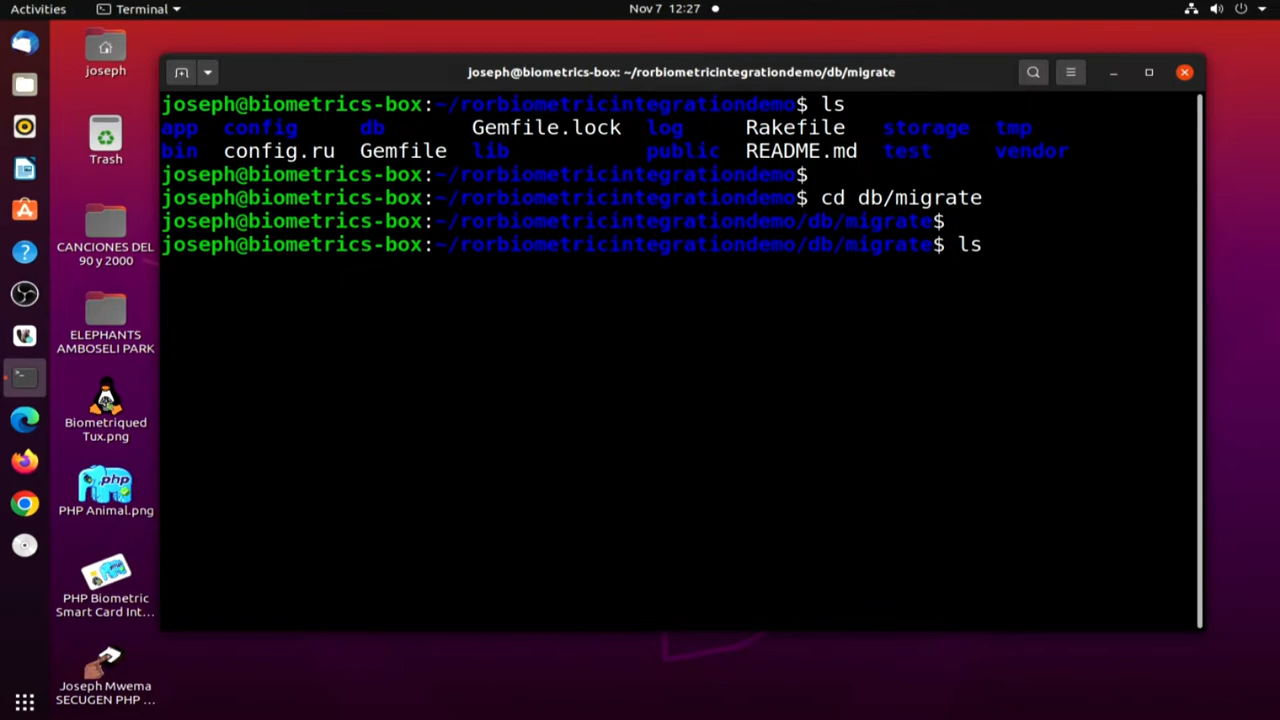 Activities
Terminal
Nov 7 12:27
joseph
Trash
CANCIONES DEL
90 y 2000
ELEPHANTS
AMBOSELI PARK
Biometriqued
Tux.png
php
PHP Animal.png
PHP Biometric
Smart Card Int...
Joseph Mwema
SECUGEN PHP ...
joseph@biometrics-box: ~/rorbiometricintegrationdemo/db/migrate
joseph@biometrics-box:~/rorbiometricintegrationdemo$ ls
app config db Gemfile.lock log Rakefile storage tmp
bin config.ru Gemfile lib public README.md test vendor
joseph@biometrics-box:~/rorbiometricintegrationdemo$
joseph@biometrics-box:~/rorbiometricintegrationdemo$ cd db/migrate
joseph@biometrics-box:~/rorbiometricintegrationdemo/db/migrate$
joseph@biometrics-box:~/rorbiometricintegrationdemo/db/migrate$ ls